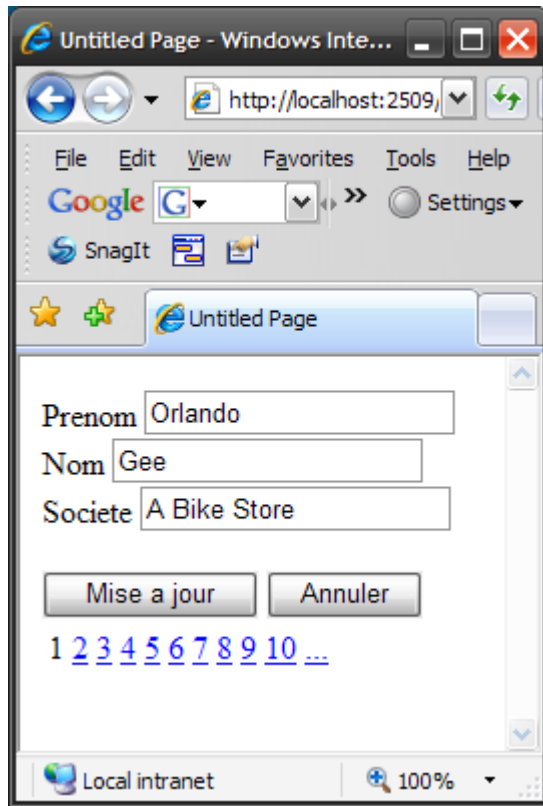 Untitled Page - Windows Inte...
http://localhost:2509/
File Edit View Favorites Tools Help
Google G Settings
SnagIt
Untitled Page
Prenom Orlando
Nom Gee
Societe A Bike Store
Mise a jour Annuler
1 2 3 4 5 6 7 8 9 10 ...
Local intranet 100%